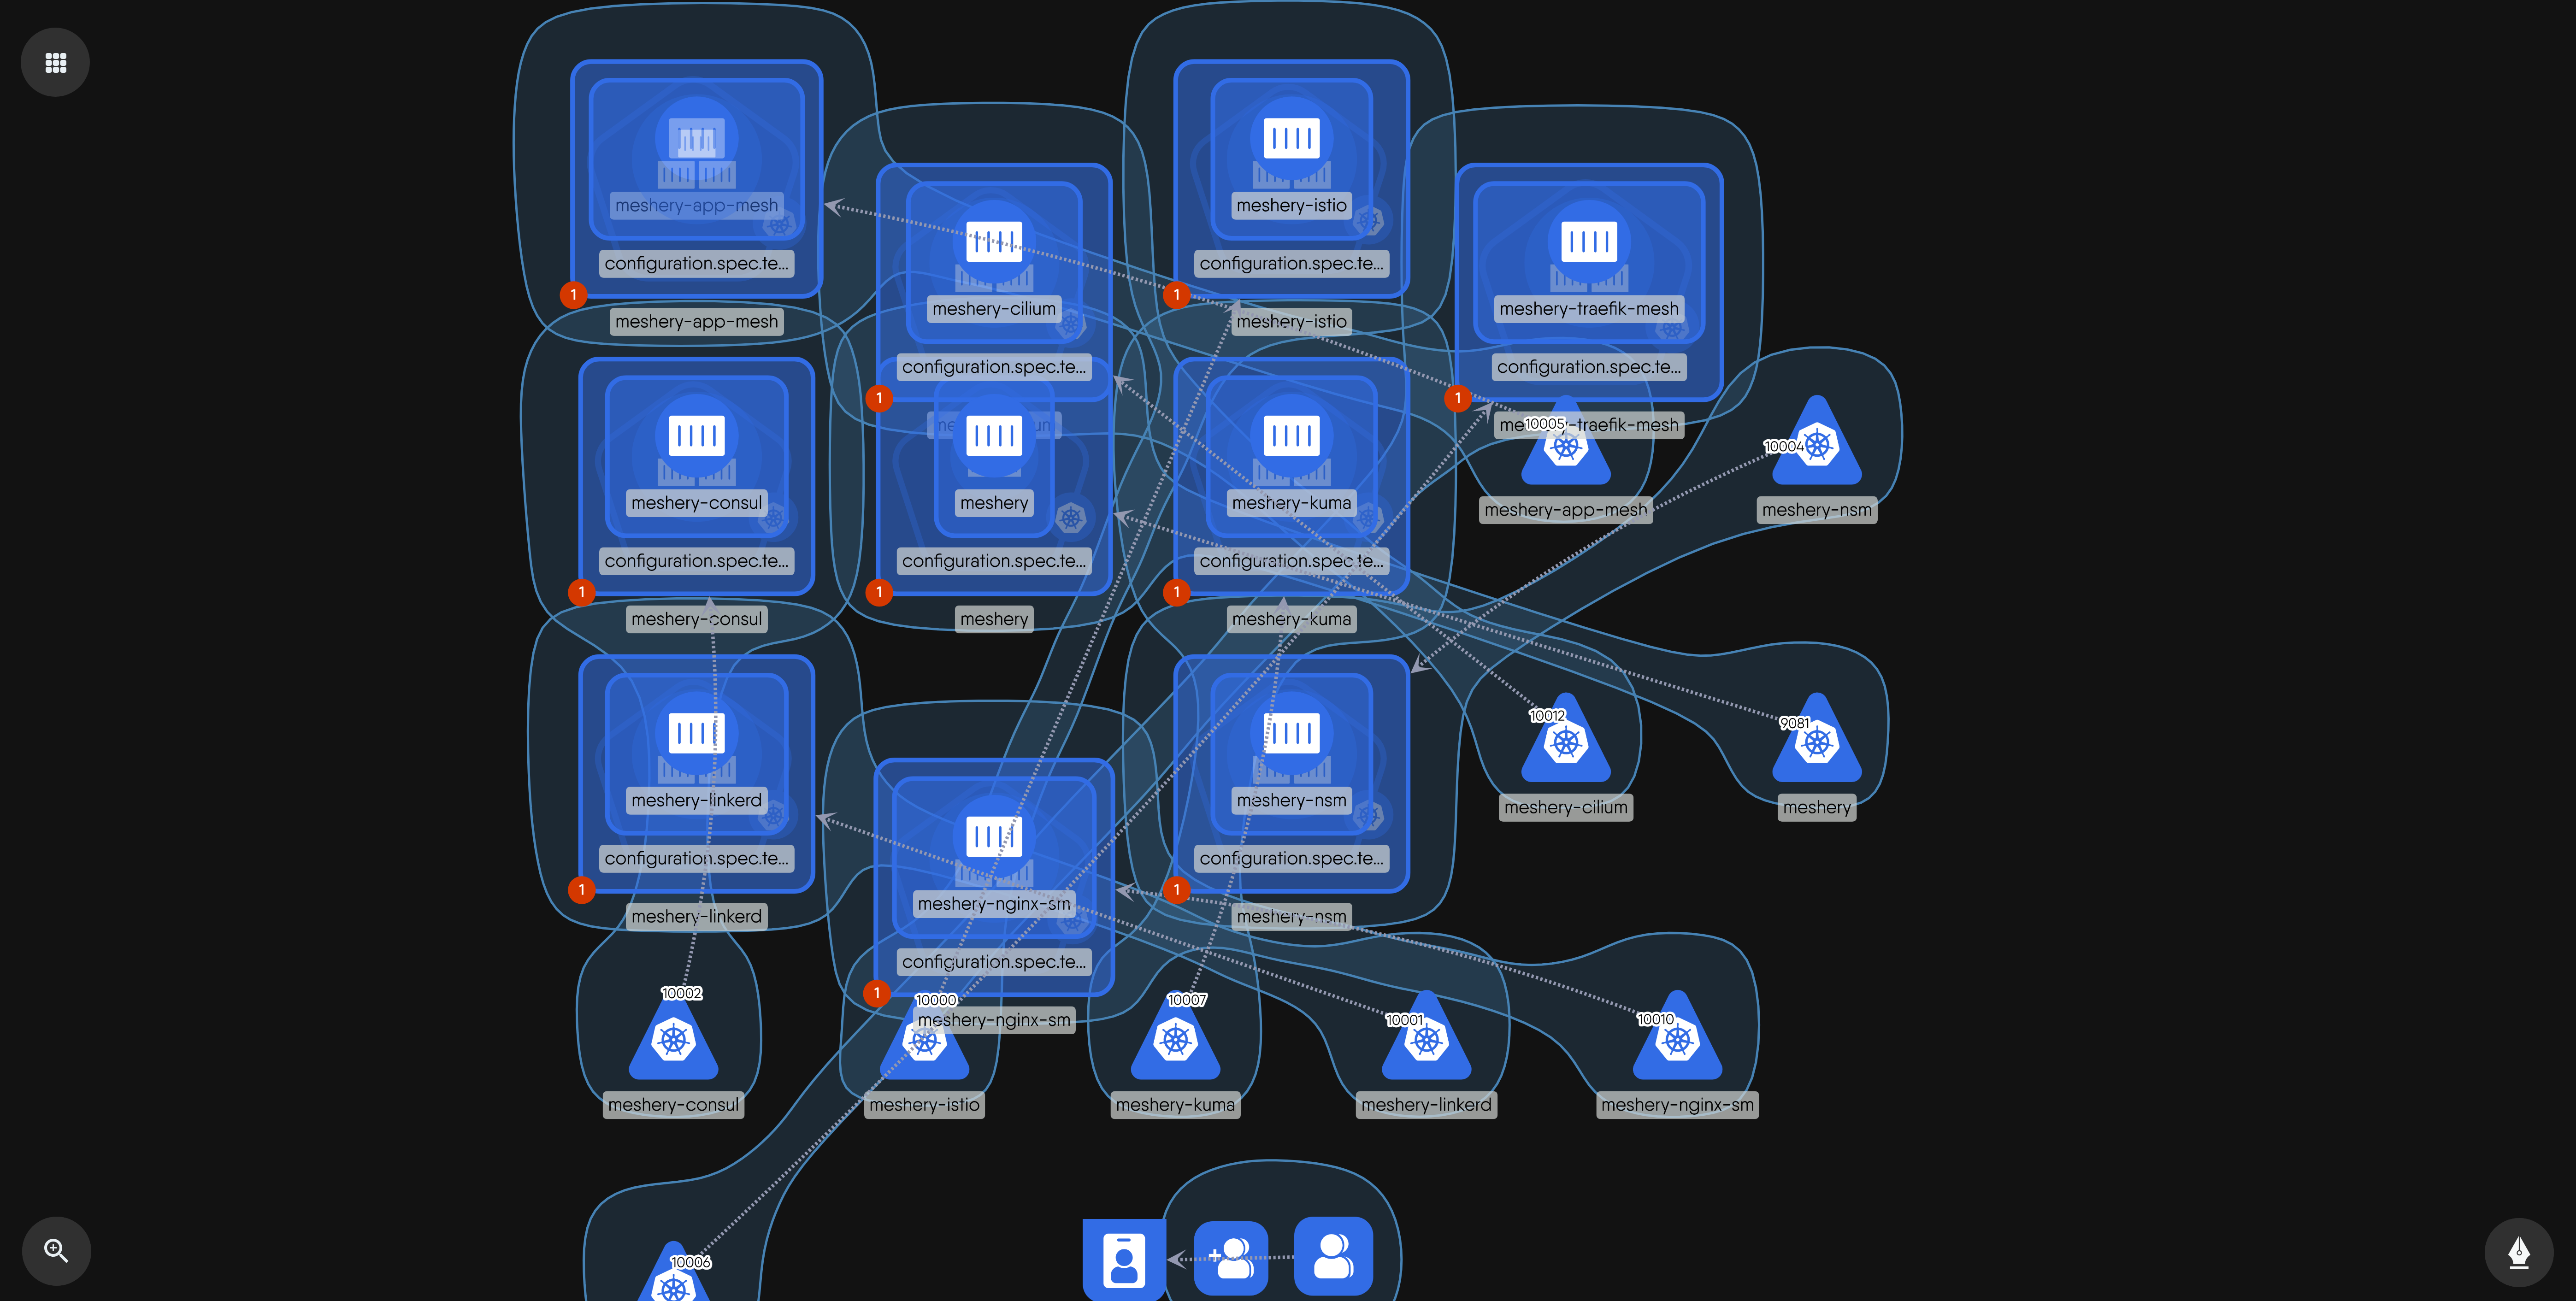 meshery-app-mesh
configuration.spec.te...
1
meshery-app-mesh
meshery-istio
configuration.spec.te...
1
meshery-istio
meshery-cilium
configuration.spec.te...
1
meshery-traefik-mesh
configuration.spec.te...
1
10005
10004
meshery-app-mesh
meshery-nsm
meshery-consul
configuration.spec.te...
1
meshery-consul
meshery
configuration.spec.te...
1
meshery
meshery-kuma
configuration.spec.te...
1
meshery-kuma
10012
9081
meshery-cilium
meshery
meshery-linkerd
configuration.spec.te...
1
meshery-linkerd
meshery-nginx-sm
configuration.spec.te...
1
meshery-nginx-sm
meshery-nsm
configuration.spec.te...
1
meshery-nsm
10002
10000
10007
10001
10010
meshery-consul
meshery-istio
meshery-kuma
meshery-linkerd
meshery-nginx-sm
10006